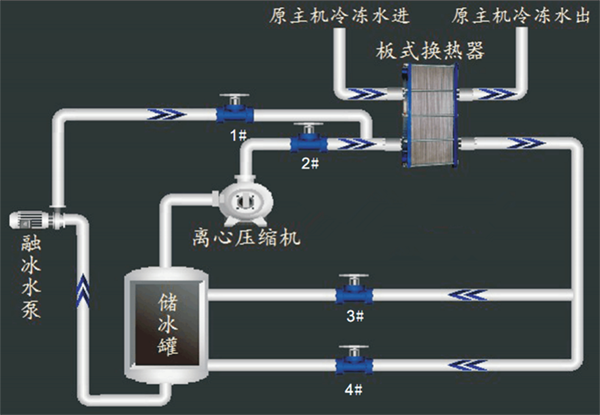 原主机冷冻水进
原主机冷冻水出
板式换热器
1#
2#
离心压缩机
融冰水泵
储冰罐
3#
4#